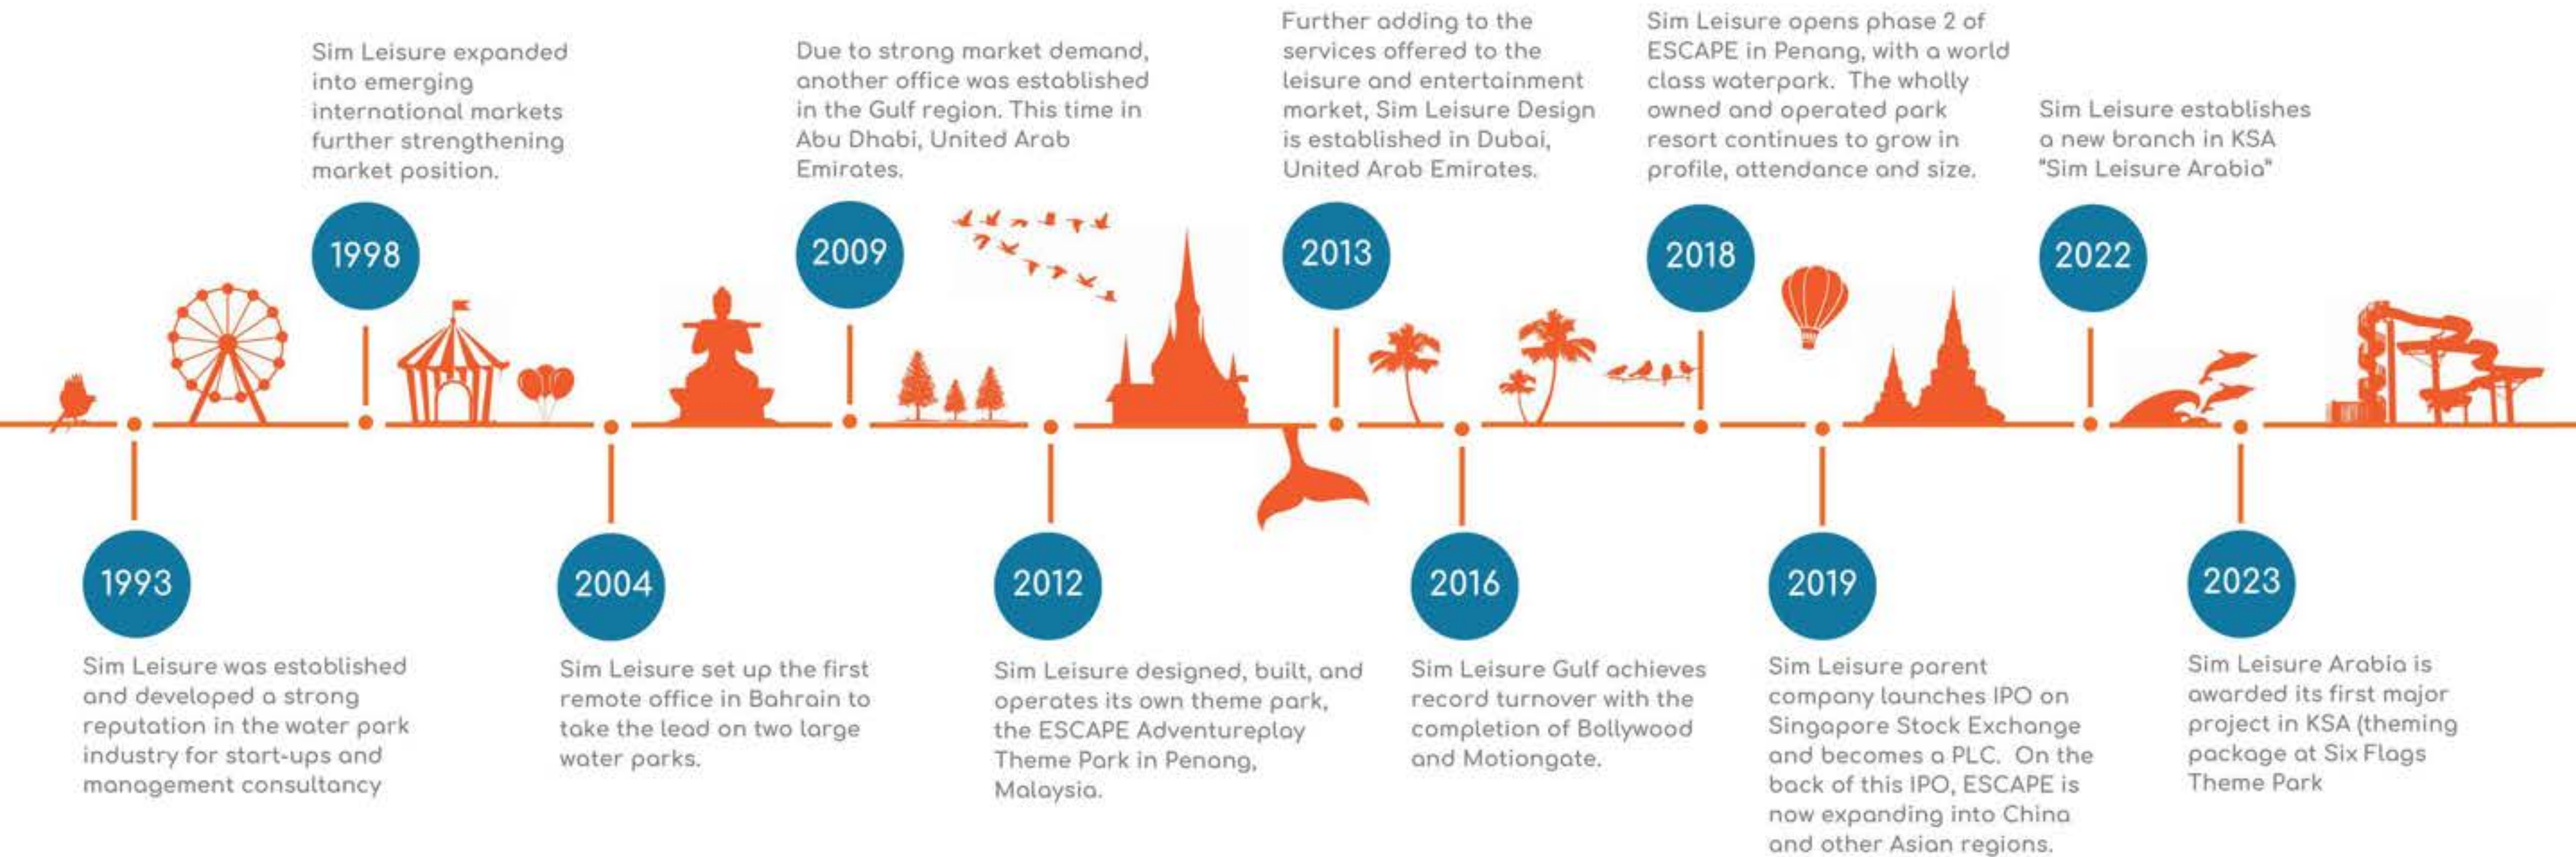 1993
Sim Leisure was established
and developed a strong
reputation in the water park
industry for start-ups and
management consultancy
Sim Leisure expanded
into emerging
international markets
further strengthening
market position.
1998
2004
Sim Leisure set up the first
remote office in Bahrain to
take the lead on two large
water parks.
Due to strong market demand,
another office was established
in the Gulf region. This time in
Abu Dhabi, United Arab
Emirates.
2009
2012
Sim Leisure designed, built, and
operates its own theme park,
the ESCAPE Adventureplay
Theme Park in Penang,
Malaysia.
Further adding to the
services offered to the
leisure and entertainment
market, Sim Leisure Design
is established in Dubai,
United Arab Emirates.
2013
2016
Sim Leisure Gulf achieves
record turnover with the
completion of Bollywood
and Motiongate.
Sim Leisure opens phase 2 of
ESCAPE in Penang, with a world
class waterpark. The wholly
owned and operated park
resort continues to grow in
profile, attendance and size.
2018
2019
Sim Leisure parent
company launches IPO on
Singapore Stock Exchange
and becomes a PLC. On the
back of this IPO, ESCAPE is
now expanding into China
and other Asian regions.
Sim Leisure establishes
a new branch in KSA
"Sim Leisure Arabia"
2022
2023
Sim Leisure Arabia is
awarded its first major
project in KSA (theming
package at Six Flags
Theme Park